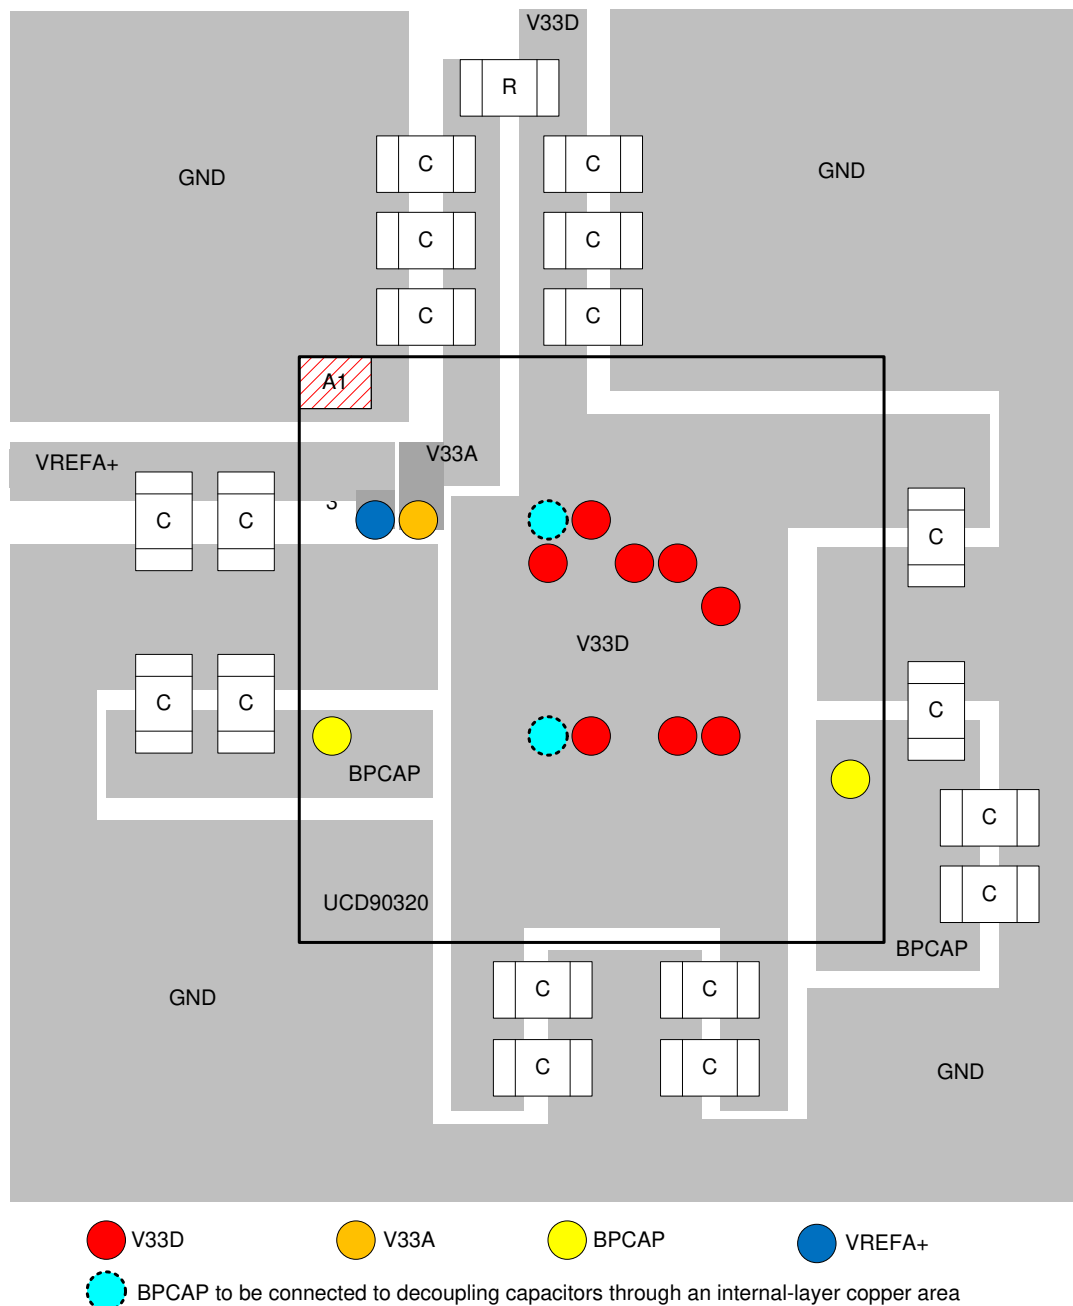 V33D
R
C
C
GND
GND
C
C
C
C
A1
V33A
VREFA+
C
C
C
V33D
C
C
C
BPCAP
C
C
UCD90320
BPCAP
C
C
GND
C
C
GND
V33D
V33A
BPCAP
VREFA+
BPCAP to be connected to decoupling capacitors through an internal-layer copper area